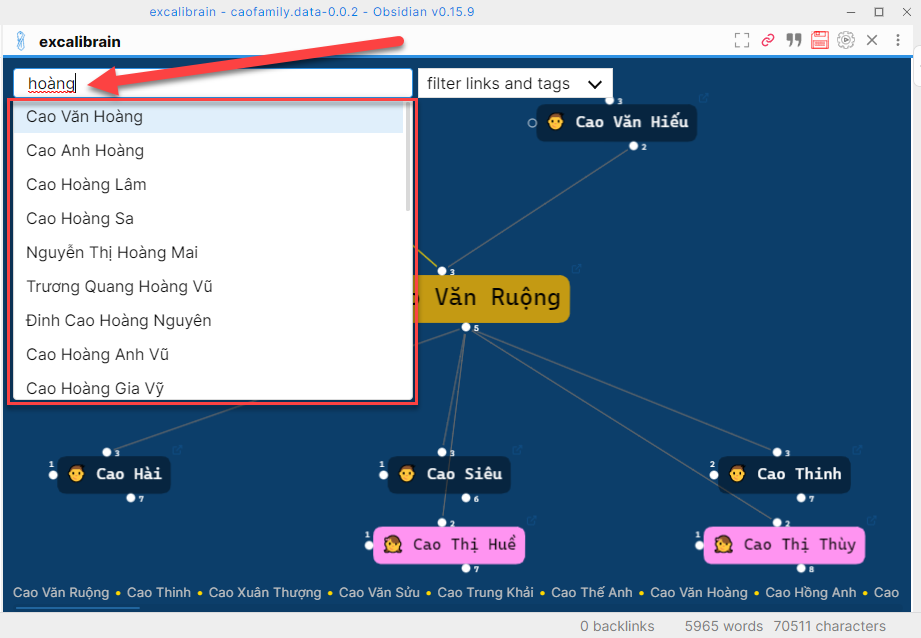 excalibrain - caofamily.data-0.0.2 - Obsidian v0.15.9
excalibrain
hoàng
filter links and tags
Cao Văn Hoàng
Cao Anh Hoàng
Cao Hoàng Lâm
Cao Hoàng Sa
Nguyễn Thị Hoàng Mai
Trương Quang Hoàng Vũ
Đinh Cao Hoàng Nguyên
Cao Hoàng Anh Vũ
Cao Hoàng Gia Vỹ
3
Cao Văn Hiếu
2
3
Văn Ruộng
5
1 3
Cao Hài
7
1 3
Cao Siêu
6
2 3
Cao Thinh
7
1 2
Cao Thị Huể
7
1 2
Cao Thị Thùy
8
Cao Văn Ruộng • Cao Thinh • Cao Xuân Thượng • Cao Văn Sửu • Cao Trung Khải • Cao Thế Anh • Cao Văn Hoàng • Cao Hồng Anh • Cao
0 backlinks 5965 words 70511 characters